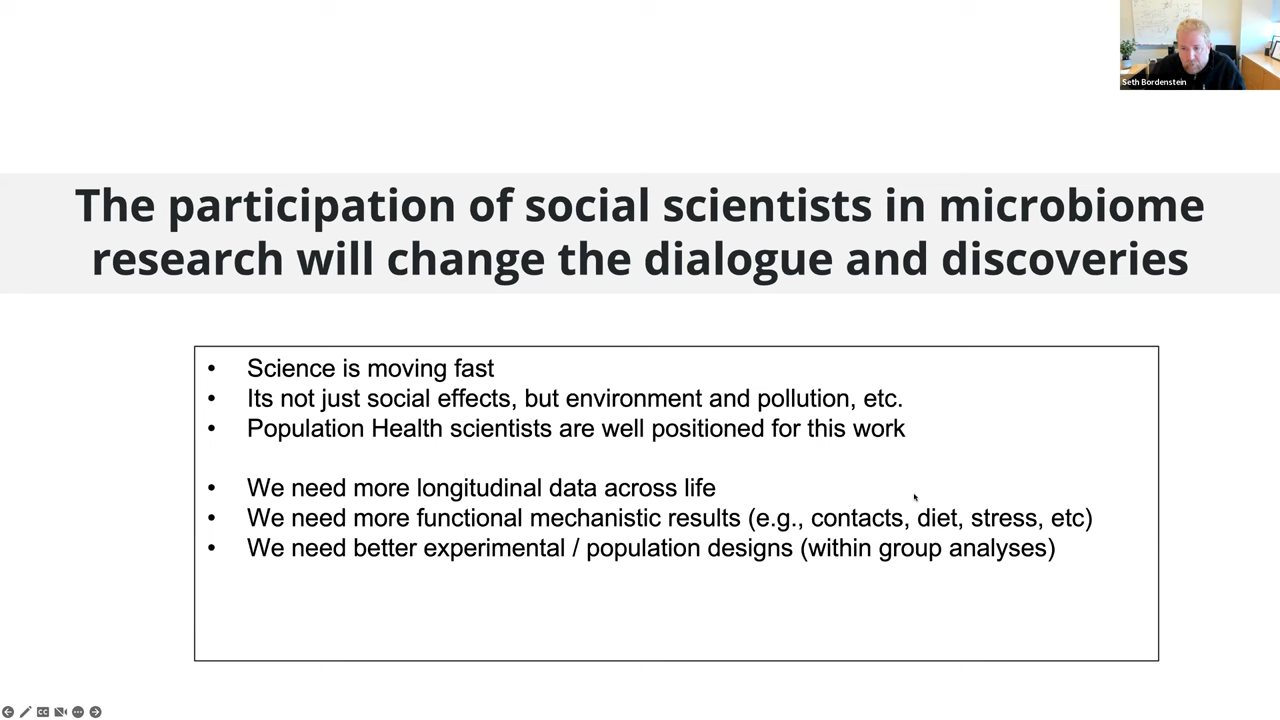 Seth Bordenstein
The participation of social scientists in microbiome
research will change the dialogue and discoveries
• Science is moving fast
• Its not just social effects, but environment and pollution, etc.
• Population Health scientists are well positioned for this work
• We need more longitudinal data across life
• We need more functional mechanistic results (e.g., contacts, diet, stress, etc)
• We need better experimental / population designs (within group analyses)
CC